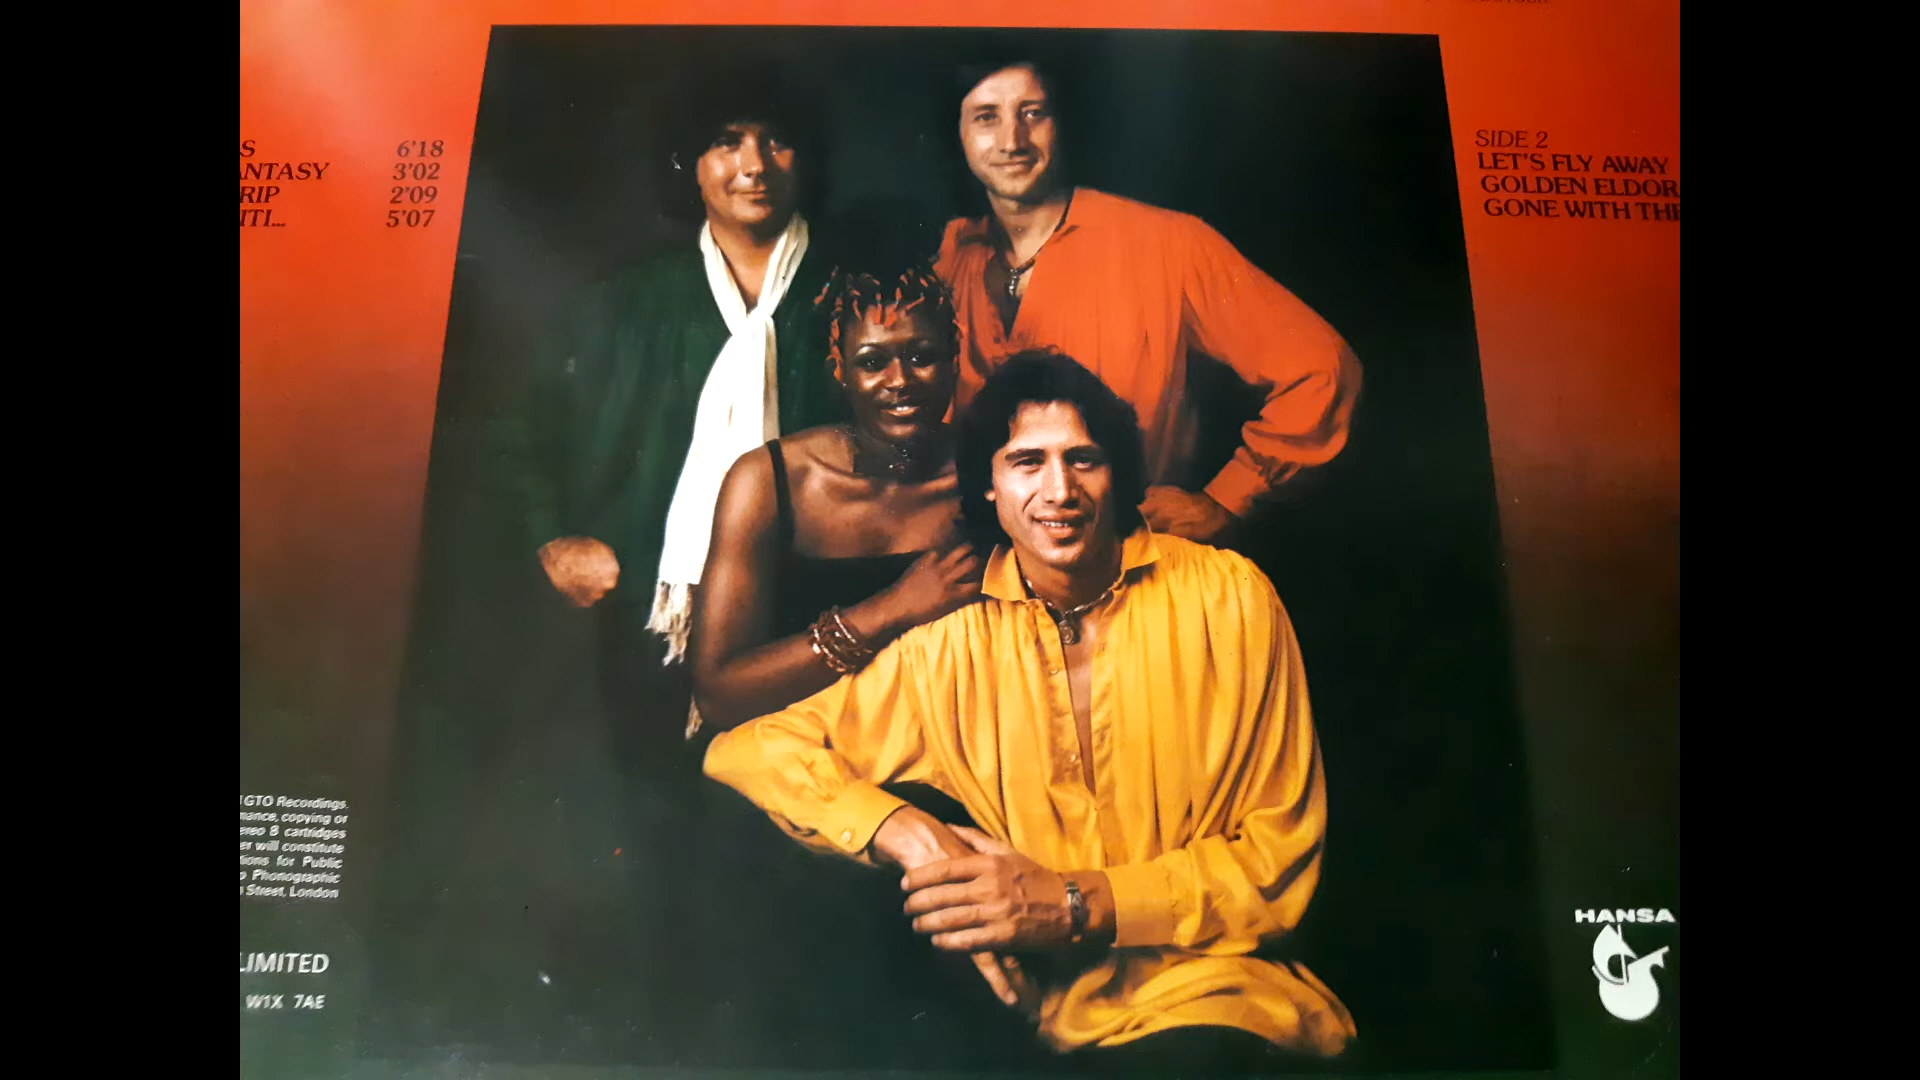 S 6'18
ANTASY 3'02
RIP 2'09
ITI... 5'07
SIDE 2
LET'S FLY AWAY
GOLDEN ELDOR
GONE WITH THE
GTO Recordings.
mance, copying or
ereo 8 cartridges
er will constitute
tions for Public
o Phonographic
Street, London
LIMITED
W1X 7AE
HANSA